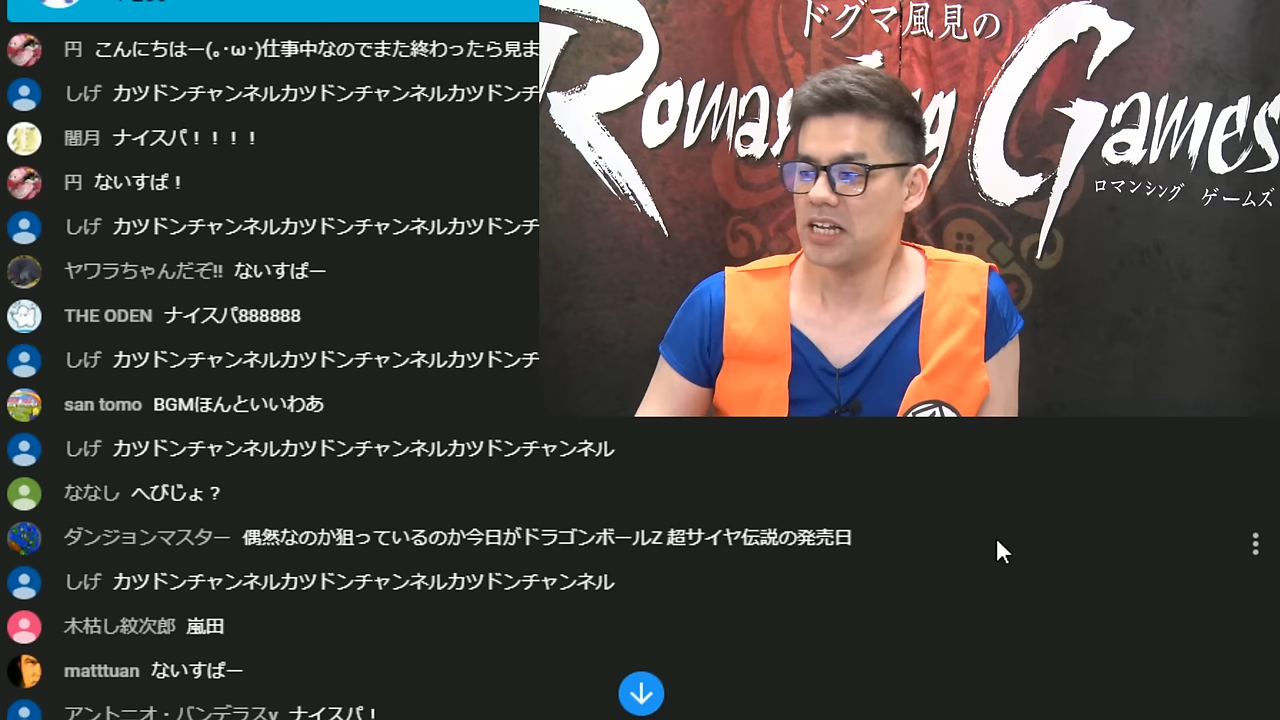 円 こんにちはー(｡･ω･)仕事中なのでまた終わったら見ま
しげ カツドンチャンネルカツドンチャンネルカツドンチ
闇月 ナイスパ！！！！
円 ないすぱ！
しげ カツドンチャンネルカツドンチャンネルカツドンチ
ヤワラちゃんだぞ!! ないすぱー
THE ODEN ナイスパ888888
しげ カツドンチャンネルカツドンチャンネルカツドンチ
san tomo BGMほんといいわあ
しげ カツドンチャンネルカツドンチャンネルカツドンチャンネル
ななし へびじょ？
ダンジョンマスター 偶然なのか狙っているのか今日がドラゴンボールZ 超サイヤ伝説の発売日
しげ カツドンチャンネルカツドンチャンネルカツドンチャンネル
木枯し紋次郎 嵐田
matttuan ないすぱー
アントニオ・バンデラスv ナイスパ！
ドグマ風見の
Romancing Games
ロマンシング ゲームズ